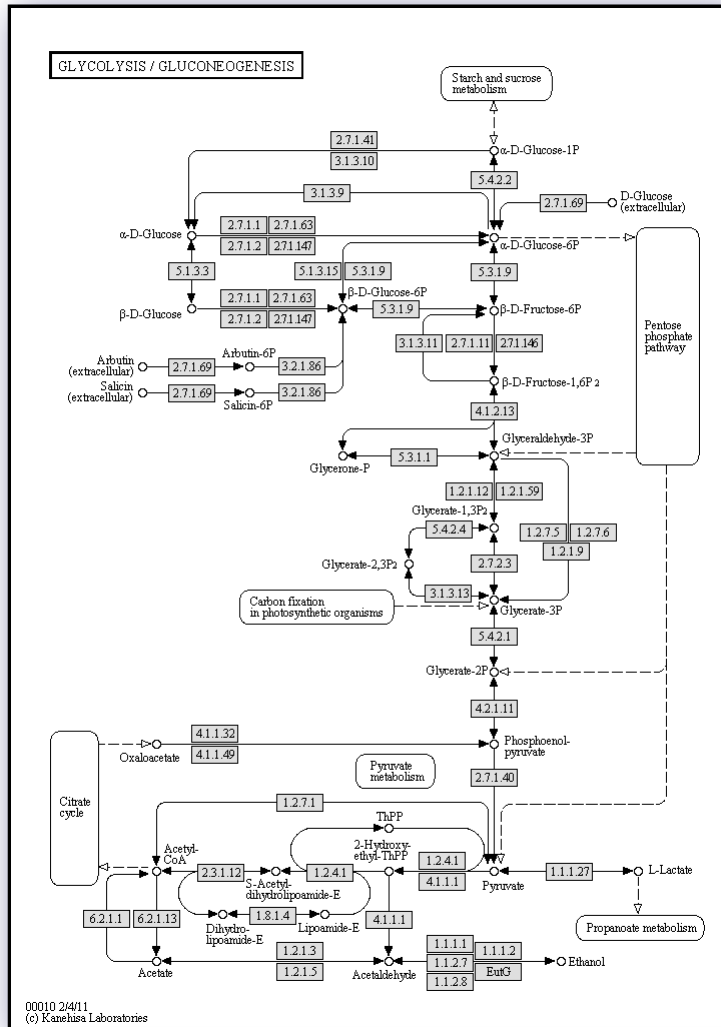 GLYCOLYSIS / GLUCONEOGENESIS
Starch and sucrose
metabolism
2.7.1.41
3.1.3.10
α-D-Glucose-1P
5.4.2.2
3.1.3.9
2.7.1.69
D-Glucose
(extracellular)
α-D-Glucose
2.7.1.1
2.7.1.63
2.7.1.2
2.7.1.147
α-D-Glucose-6P
5.1.3.3
5.1.3.15
5.3.1.9
5.3.1.9
β-D-Glucose
2.7.1.1
2.7.1.63
2.7.1.2
2.7.1.147
β-D-Glucose-6P
5.3.1.9
β-D-Fructose-6P
Pentose
phosphate
pathway
3.1.3.11
2.7.1.11
2.7.1.146
Arbutin
(extracellular)
2.7.1.69
Arbutin-6P
3.2.1.86
Salicin
(extracellular)
2.7.1.69
Salicin-6P
3.2.1.86
β-D-Fructose-1,6P2
4.1.2.13
Glyceraldehyde-3P
Glycerone-P
5.3.1.1
1.2.1.12
1.2.1.59
Glycerate-1,3P2
1.2.7.5
1.2.7.6
1.2.1.9
5.4.2.4
Glycerate-2,3P2
2.7.2.3
3.1.3.13
Carbon fixation
in photosynthetic organisms
Glycerate-3P
5.4.2.1
Glycerate-2P
4.2.1.11
Oxaloacetate
4.1.1.32
4.1.1.49
Phosphoenol-
pyruvate
Pyruvate
metabolism
2.7.1.40
Citrate
cycle
1.2.7.1
ThPP
2-Hydroxy-
ethyl-ThPP
Acetyl-
CoA
2.3.1.12
S-Acetyl-
dihydrolipoamide-E
1.2.4.1
1.2.4.1
4.1.1.1
Pyruvate
1.1.1.27
L-Lactate
6.2.1.1
6.2.1.13
Dihydro-
lipoamide-E
1.8.1.4
Lipoamide-E
4.1.1.1
Propanoate metabolism
Acetate
1.2.1.3
1.2.1.5
Acetaldehyde
1.1.1.1
1.1.1.2
1.1.2.7
EutG
1.1.2.8
Ethanol
00010 2/4/11
(c) Kanehisa Laboratories